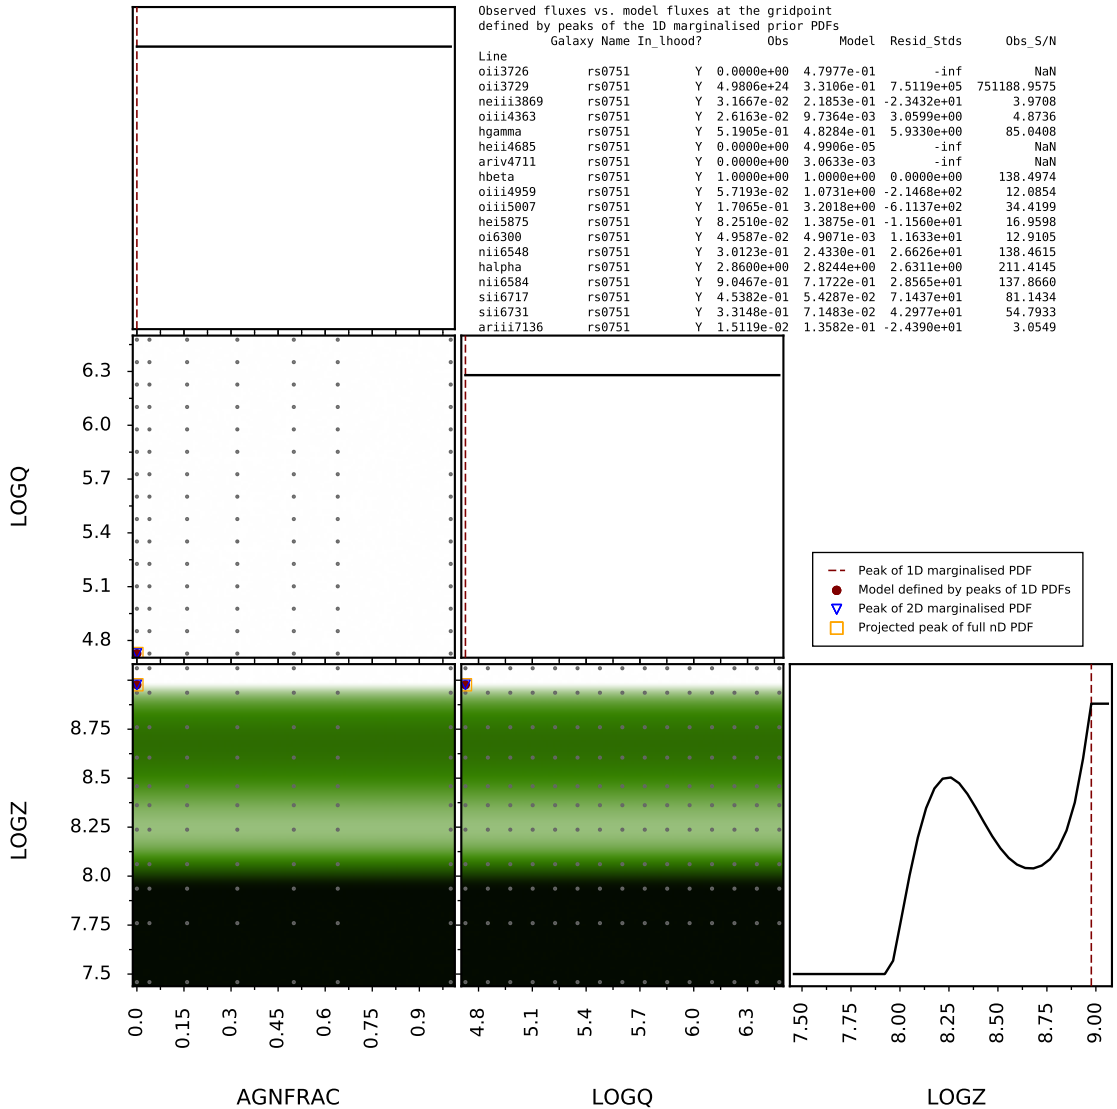 Observed fluxes vs. model fluxes at the gridpoint
defined by peaks of the 1D marginalised prior PDFs
Galaxy Name In_lhood? Obs Model Resid_Stds Obs_S/N
Line
oii3726 rs0751 Y 0.0000e+00 4.7977e-01 -inf NaN
oii3729 rs0751 Y 4.9806e+24 3.3106e-01 7.5119e+05 751188.9575
neiii3869 rs0751 Y 3.1667e-02 2.1853e-01 -2.3432e+01 3.9708
oiii4363 rs0751 Y 2.6163e-02 9.7364e-03 3.0599e+00 4.8736
hgamma rs0751 Y 5.1905e-01 4.8284e-01 5.9330e+00 85.0408
heii4685 rs0751 Y 0.0000e+00 4.9906e-05 -inf NaN
ariv4711 rs0751 Y 0.0000e+00 3.0633e-03 -inf NaN
hbeta rs0751 Y 1.0000e+00 1.0000e+00 0.0000e+00 138.4974
oiii4959 rs0751 Y 5.7193e-02 1.0731e+00 -2.1468e+02 12.0854
oiii5007 rs0751 Y 1.7065e-01 3.2018e+00 -6.1137e+02 34.4199
hei5875 rs0751 Y 8.2510e-02 1.3875e-01 -1.1560e+01 16.9598
oi6300 rs0751 Y 4.9587e-02 4.9071e-03 1.1633e+01 12.9105
nii6548 rs0751 Y 3.0123e-01 2.4330e-01 2.6626e+01 138.4615
halpha rs0751 Y 2.8600e+00 2.8244e+00 2.6311e+00 211.4145
nii6584 rs0751 Y 9.0467e-01 7.1722e-01 2.8565e+01 137.8660
sii6717 rs0751 Y 4.5382e-01 5.4287e-02 7.1437e+01 81.1434
sii6731 rs0751 Y 3.3148e-01 7.1483e-02 4.2977e+01 54.7933
ariii7136 rs0751 Y 1.5119e-02 1.3582e-01 -2.4390e+01 3.0549
6.3
6.0
5.7
5.4
5.1
4.8
LOGQ
Peak of 1D marginalised PDF
Model defined by peaks of 1D PDFs
Peak of 2D marginalised PDF
Projected peak of full nD PDF
8.75
8.5
8.25
8.0
7.75
7.5
LOGZ
0.0 0.15 0.3 0.45 0.6 0.75 0.9
4.8 5.1 5.4 5.7 6.0 6.3
7.50 7.75 8.00 8.25 8.50 8.75 9.00
AGNFRAC LOGQ LOGZ